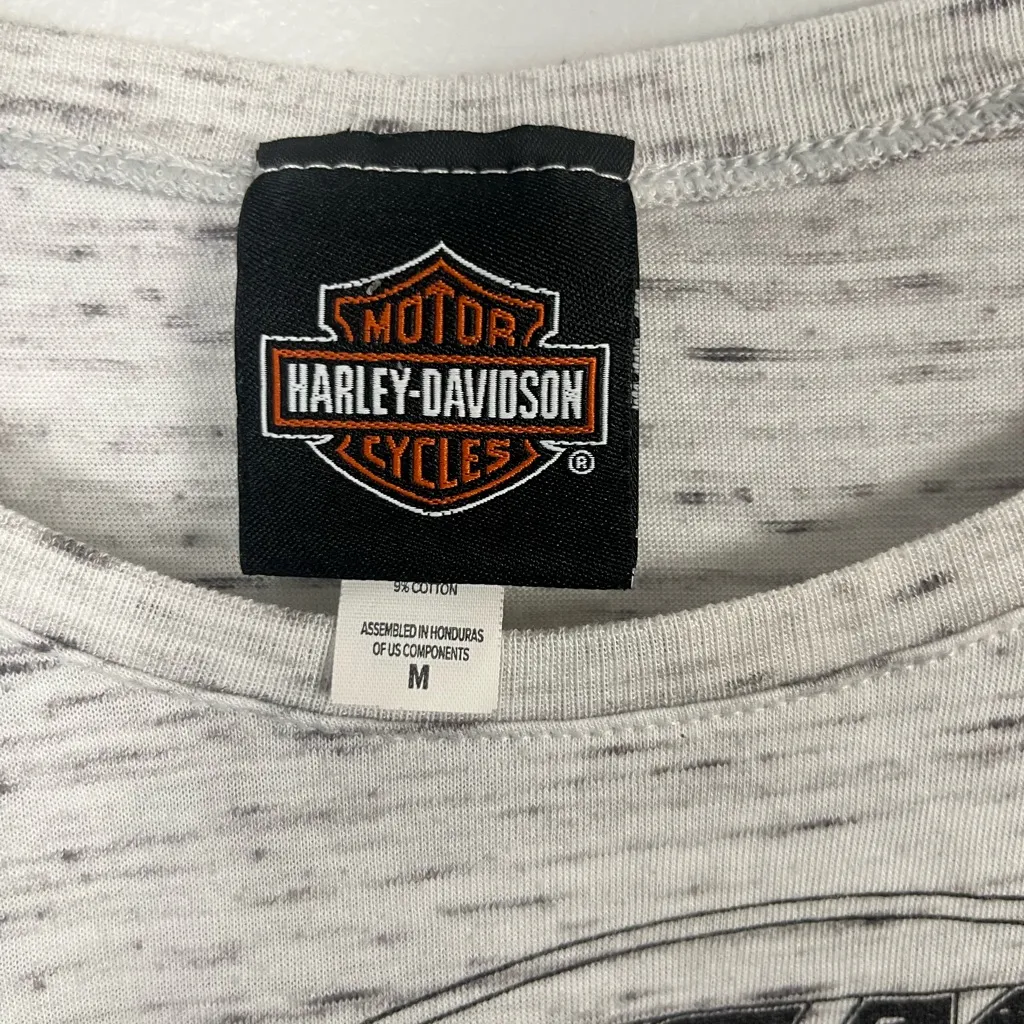 MOTOR
HARLEY-DAVIDSON
CYCLES
®
9% COTTON
ASSEMBLED IN HONDURAS
OF US COMPONENTS
M